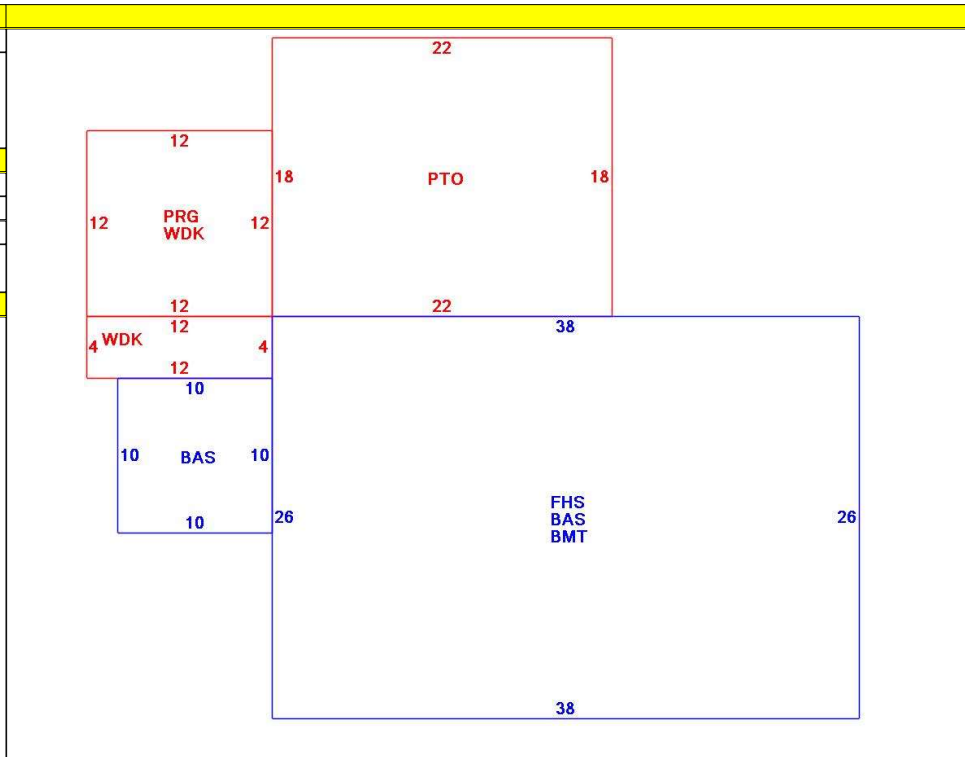 22
12
18 PTO 18
12 PRG 12
WDK
12 22
12 38
4 WDK 4
12
10
10 BAS 10
FHS
26 BAS 26
10 BMT
38